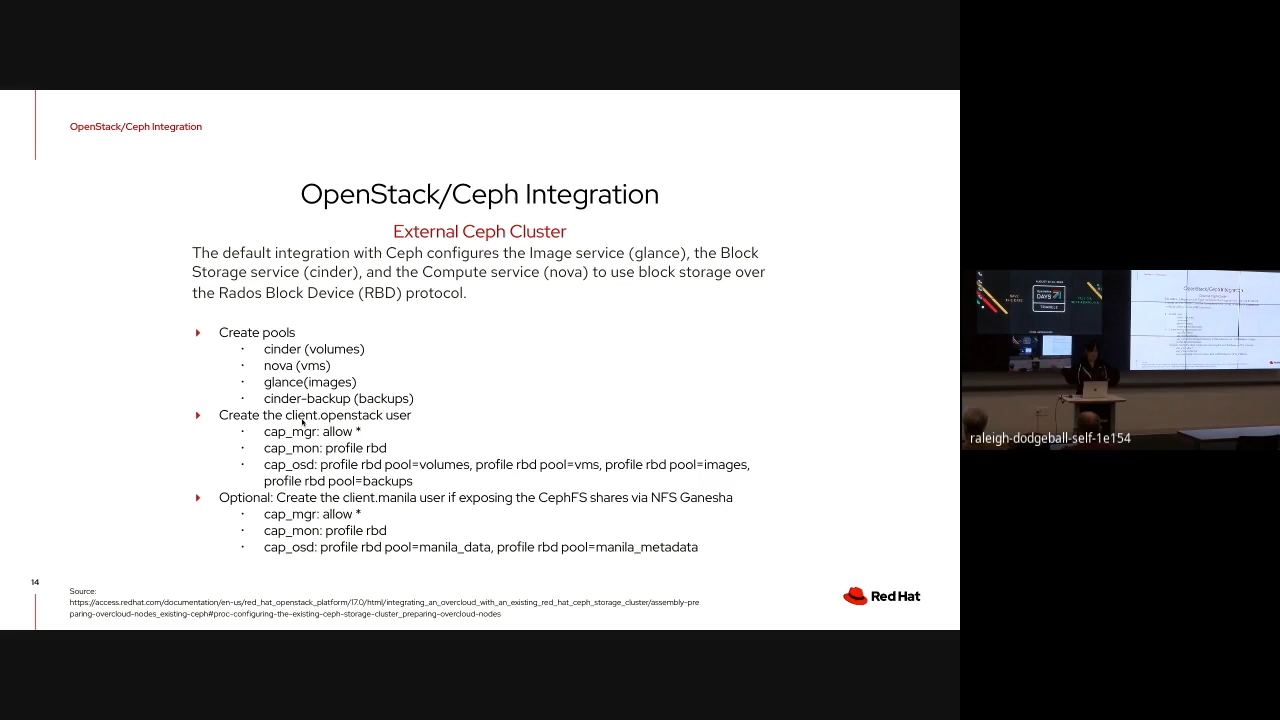 OpenStack/Ceph Integration
OpenStack/Ceph Integration
External Ceph Cluster
The default integration with Ceph configures the Image service (glance), the Block
Storage service (cinder), and the Compute service (nova) to use block storage over
the Rados Block Device (RBD) protocol.
Create pools
cinder (volumes)
nova (vms)
glance(images)
cinder-backup (backups)
Create the client.openstack user
cap_mgr: allow *
cap_mon: profile rbd
cap_osd: profile rbd pool=volumes, profile rbd pool=vms, profile rbd pool=images,
profile rbd pool=backups
Optional: Create the client.manila user if exposing the CephFS shares via NFS Ganesha
cap_mgr: allow *
cap_mon: profile rbd
cap_osd: profile rbd pool=manila_data, profile rbd pool=manila_metadata
14
Source:
https://access.redhat.com/documentation/en-us/red_hat_openstack_platform/17.0/html/integrating_an_overcloud_with_an_existing_red_hat_ceph_storage_cluster/assembly-pre
paring-overcloud-nodes_existing-ceph#proc-configuring-the-existing-ceph-storage-cluster_preparing-overcloud-nodes
Red Hat
DAYS
raleigh-dodgeball-self-1e154